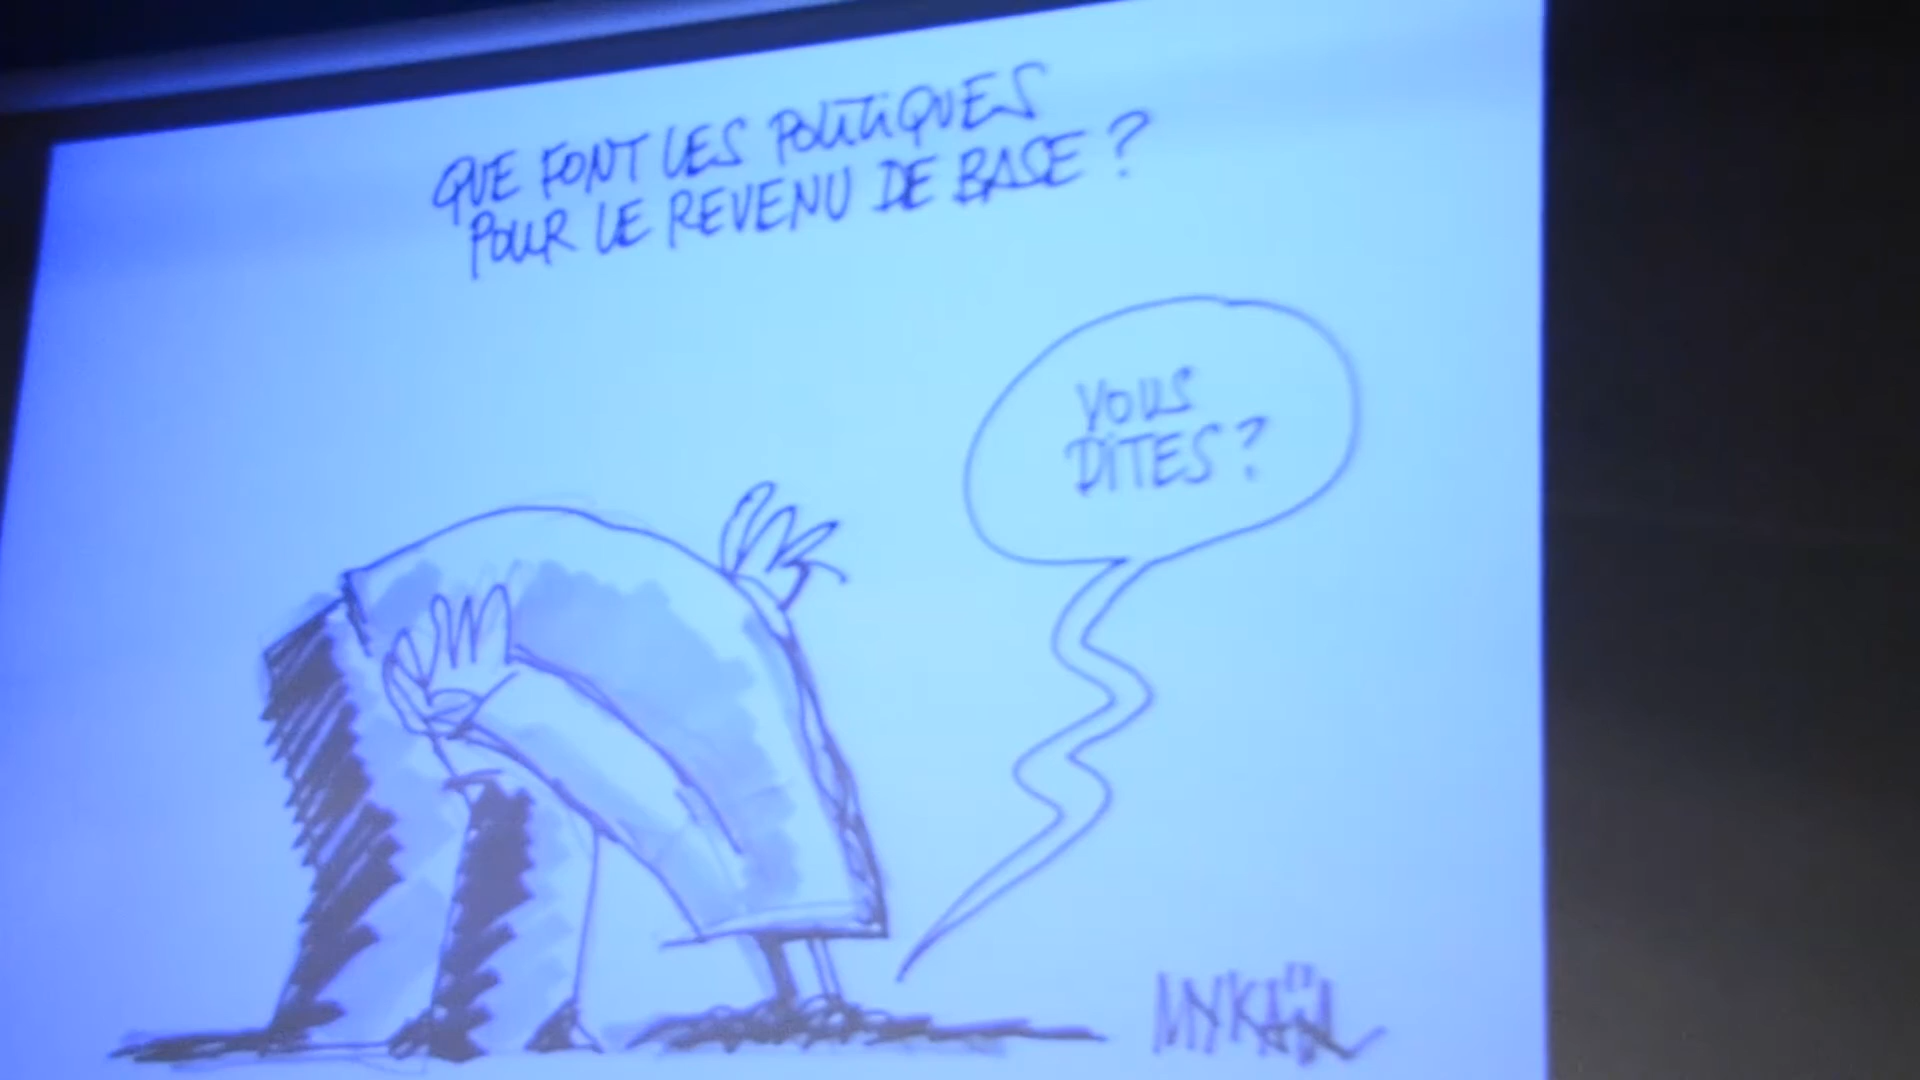 QUE FONT LES POLITIQUES
POUR LE REVENU DE BASE ?
VOUS
DITES ?
MYKAÏA